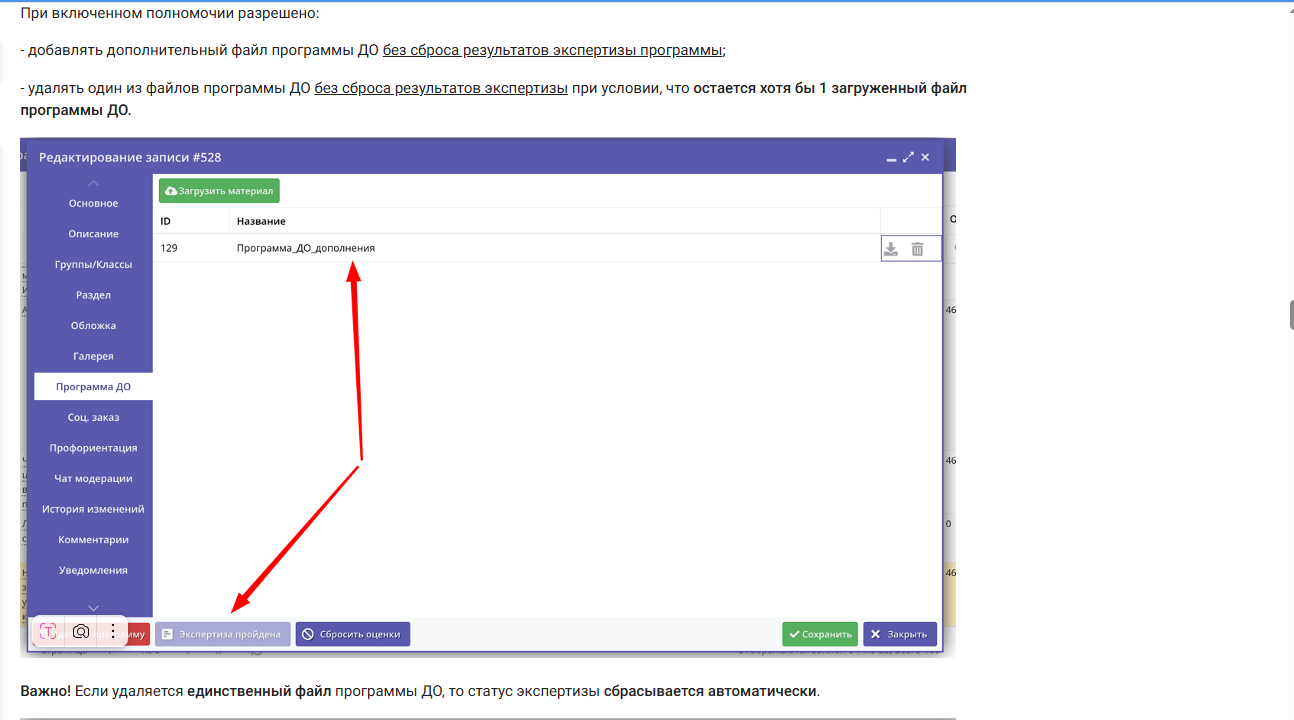 При включенном полномочии разрешено:
- добавлять дополнительный файл программы ДО без сброса результатов экспертизы программы;
- удалять один из файлов программы ДО без сброса результатов экспертизы при условии, что остается хотя бы 1 загруженный файл
программы ДО.
Редактирование записи #528
Основное
Описание
Группы/Классы
Раздел
Обложка
Галерея
Программа ДО
Соц. заказ
Профориентация
Чат модерации
История изменений
Комментарии
Уведомления
Загрузить материал
ID Название
129 Программа_ДО_дополнения
46
46
0
46
Экспертиза пройдена
Сбросить оценки
Сохранить
Закрыть
Важно! Если удаляется единственный файл программы ДО, то статус экспертизы сбрасывается автоматически.